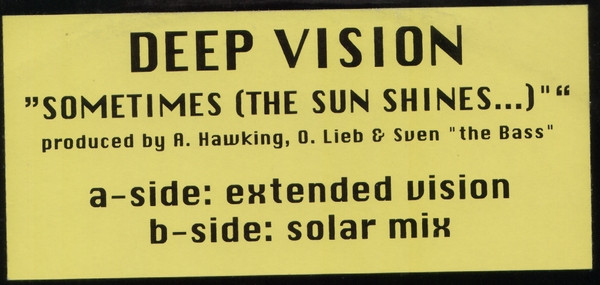 DEEP VISION
”SOMETIMES (THE SUN SHINES...)"“
produced by A. Hawking, O. Lieb & Sven "the Bass"
a-side: extended vision
b-side: solar mix